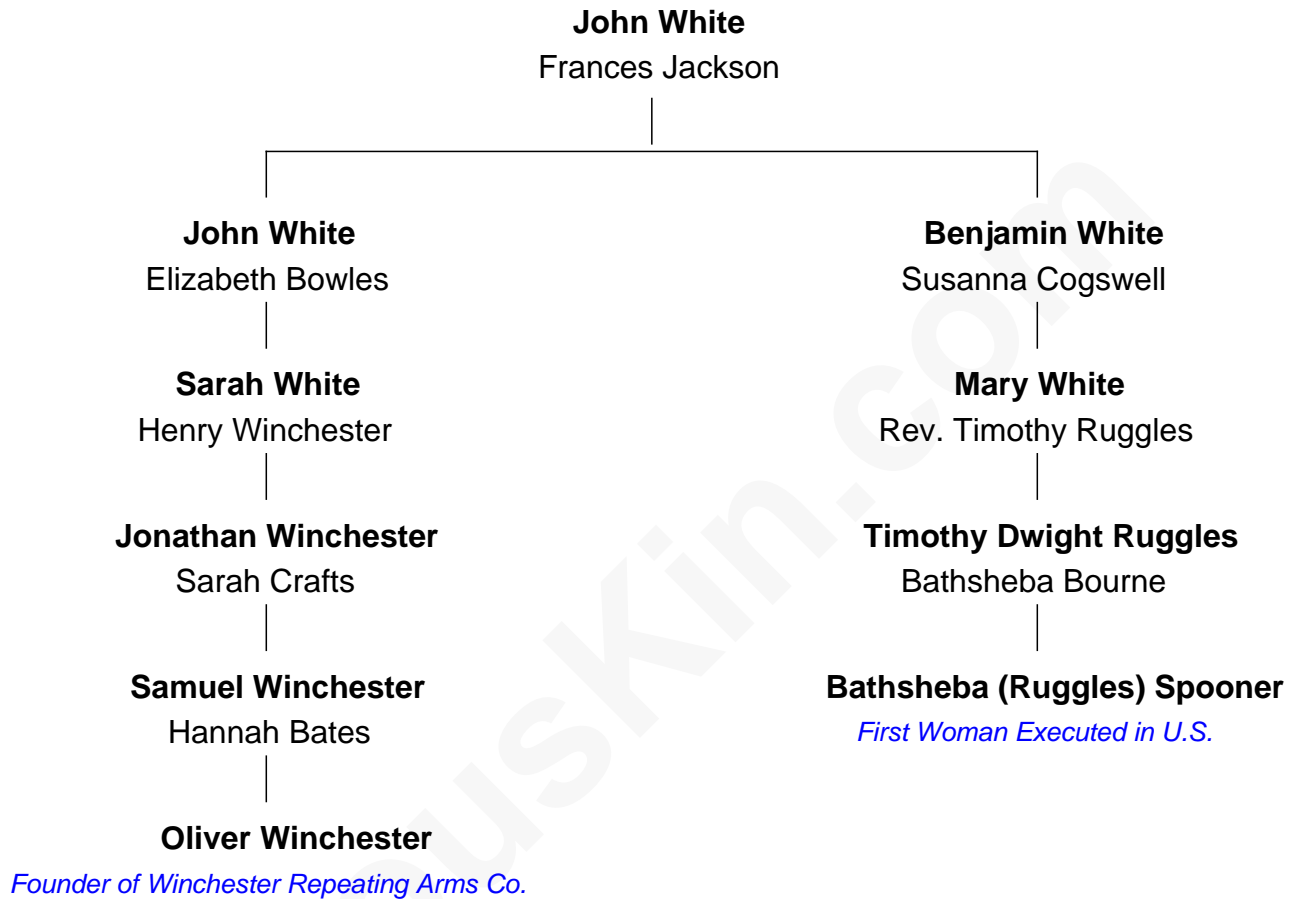 John White
Frances Jackson
John White
Elizabeth Bowles
Benjamin White
Susanna Cogswell
Sarah White
Henry Winchester
Mary White
Rev. Timothy Ruggles
Jonathan Winchester
Sarah Crafts
Timothy Dwight Ruggles
Bathsheba Bourne
Samuel Winchester
Hannah Bates
Bathsheba (Ruggles) Spooner
First Woman Executed in U.S.
Oliver Winchester
Founder of Winchester Repeating Arms Co.
ousKin.com